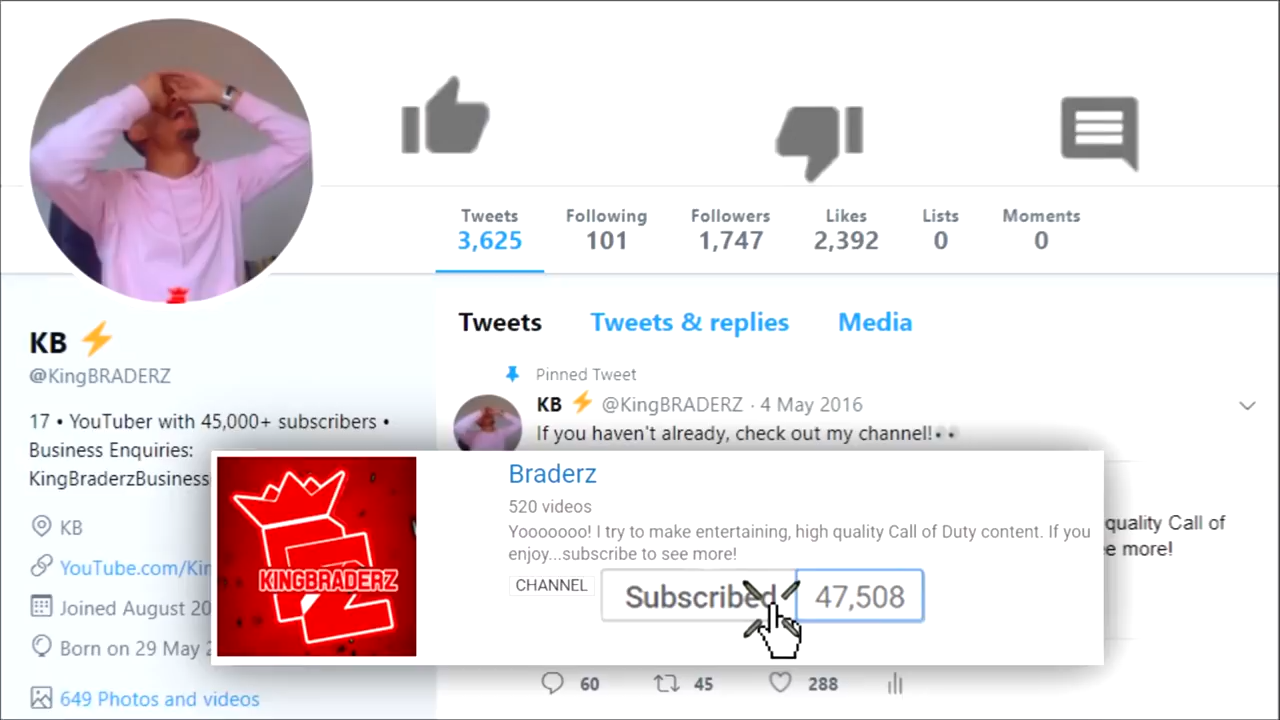 Tweets Following Followers Likes Lists Moments
3,625 101 1,747 2,392 0 0
Tweets Tweets & replies Media
Pinned Tweet
KB ⚡ @KingBRADERZ · 4 May 2016
If you haven't already, check out my channel!👀
KB ⚡
@KingBRADERZ
17 • YouTuber with 45,000+ subscribers •
Business Enquiries:
KingBraderzBusiness
KB
YouTube.com/Kin
Joined August 20
Born on 29 May 2
649 Photos and videos
KINGBRADERZ
Braderz
520 videos
Yooooooo! I try to make entertaining, high quality Call of Duty content. If you
enjoy...subscribe to see more!
CHANNEL Subscribed 47,508
quality Call of
e more!
60 45 288